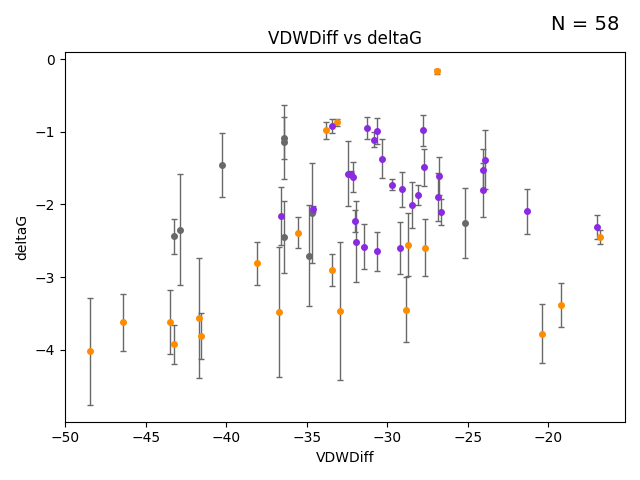 N = 58
VDWDiff vs deltaG
0
−1
−2
−3
−4
deltaG
−50 −45 −40 −35 −30 −25 −20
VDWDiff